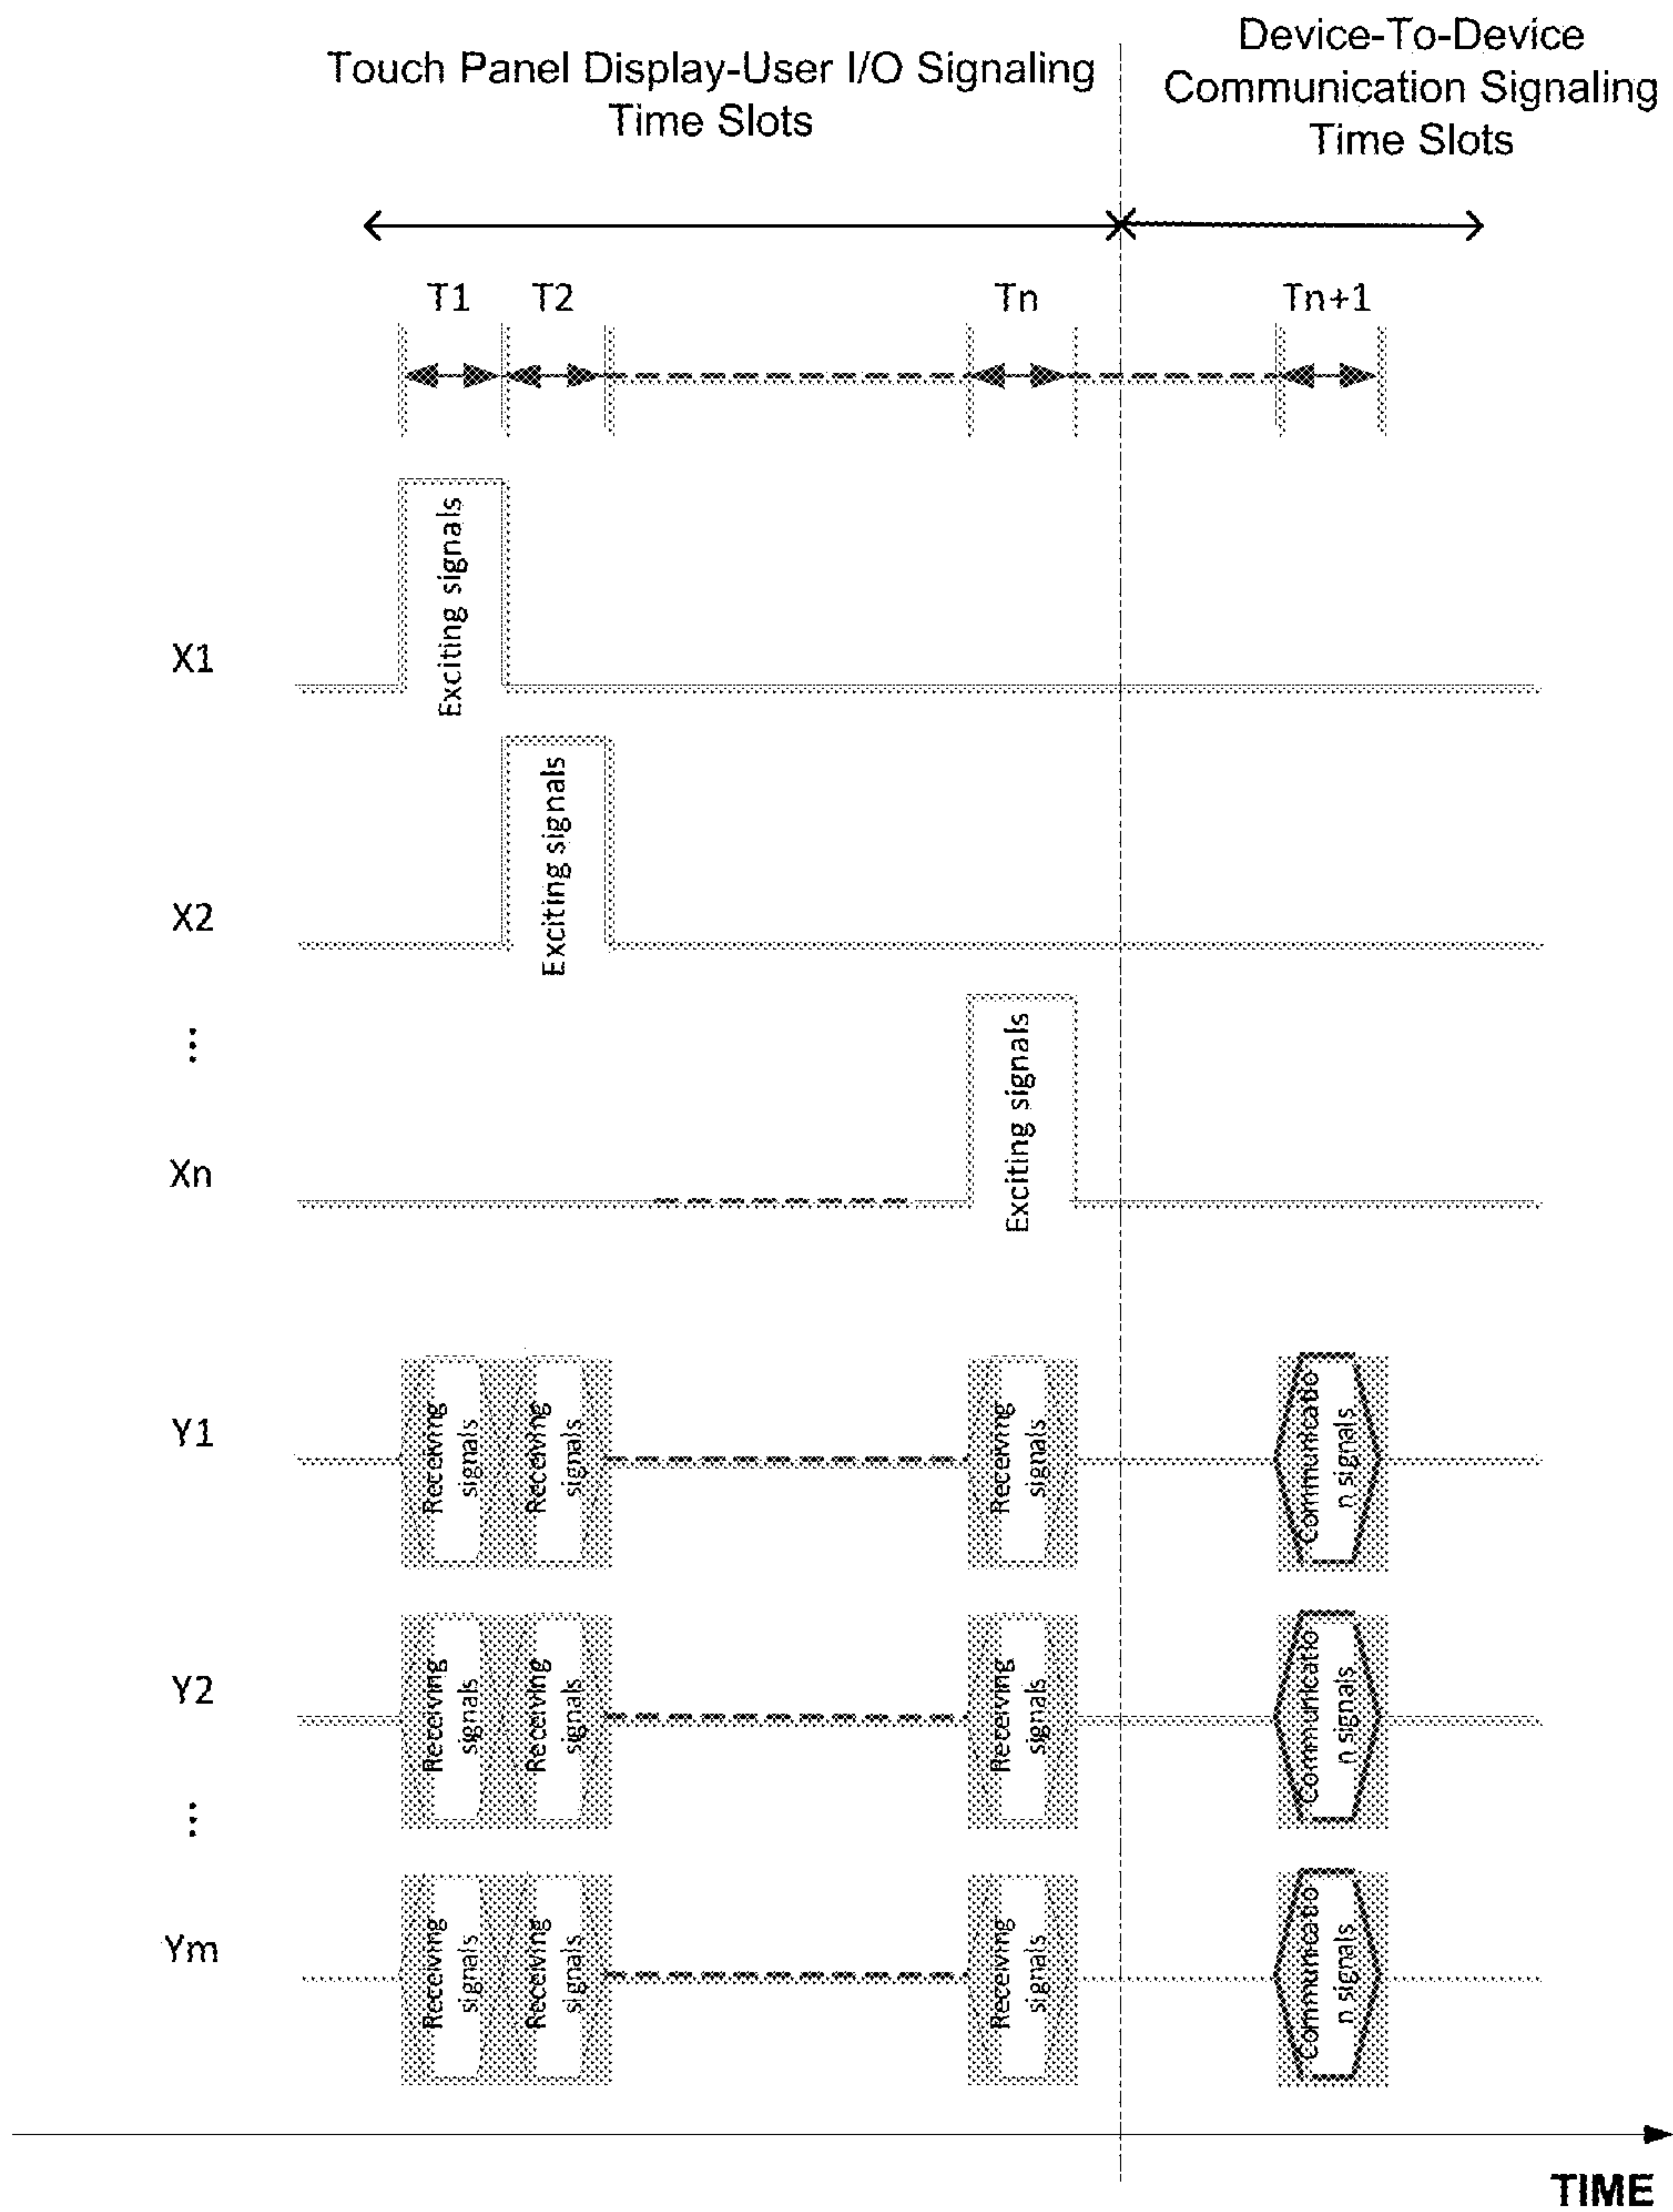 Touch Panel Display-User I/O Signaling
Time Slots
Device-To-Device
Communication Signaling
Time Slots
T1
T2
Tn
Tn+1
X1
Exciting signals
X2
Exciting signals
⋮
Xn
Exciting signals
Y1
Receiving
signals
Receiving
signals
Receiving
signals
Communicatio
n signals
Y2
Receiving
signals
Receiving
signals
Receiving
signals
Communicatio
n signals
⋮
Ym
Receiving
signals
Receiving
signals
Receiving
signals
Communicatio
n signals
TIME